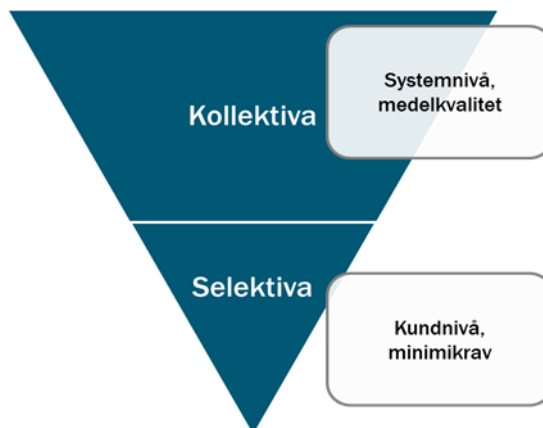 Kollektiva
Systemnivå,
medelkvalitet
Selektiva
Kundnivå,
minimikrav